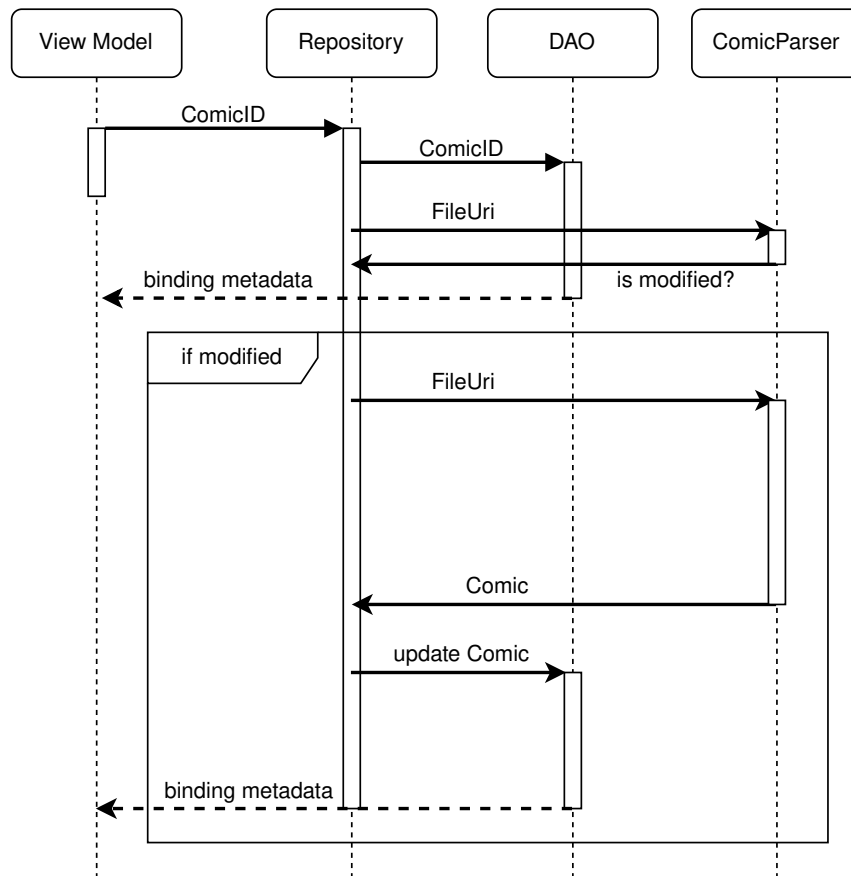 View Model
Repository
DAO
ComicParser
ComicID
ComicID
FileUri
binding metadata
is modified?
if modified
FileUri
Comic
update Comic
binding metadata